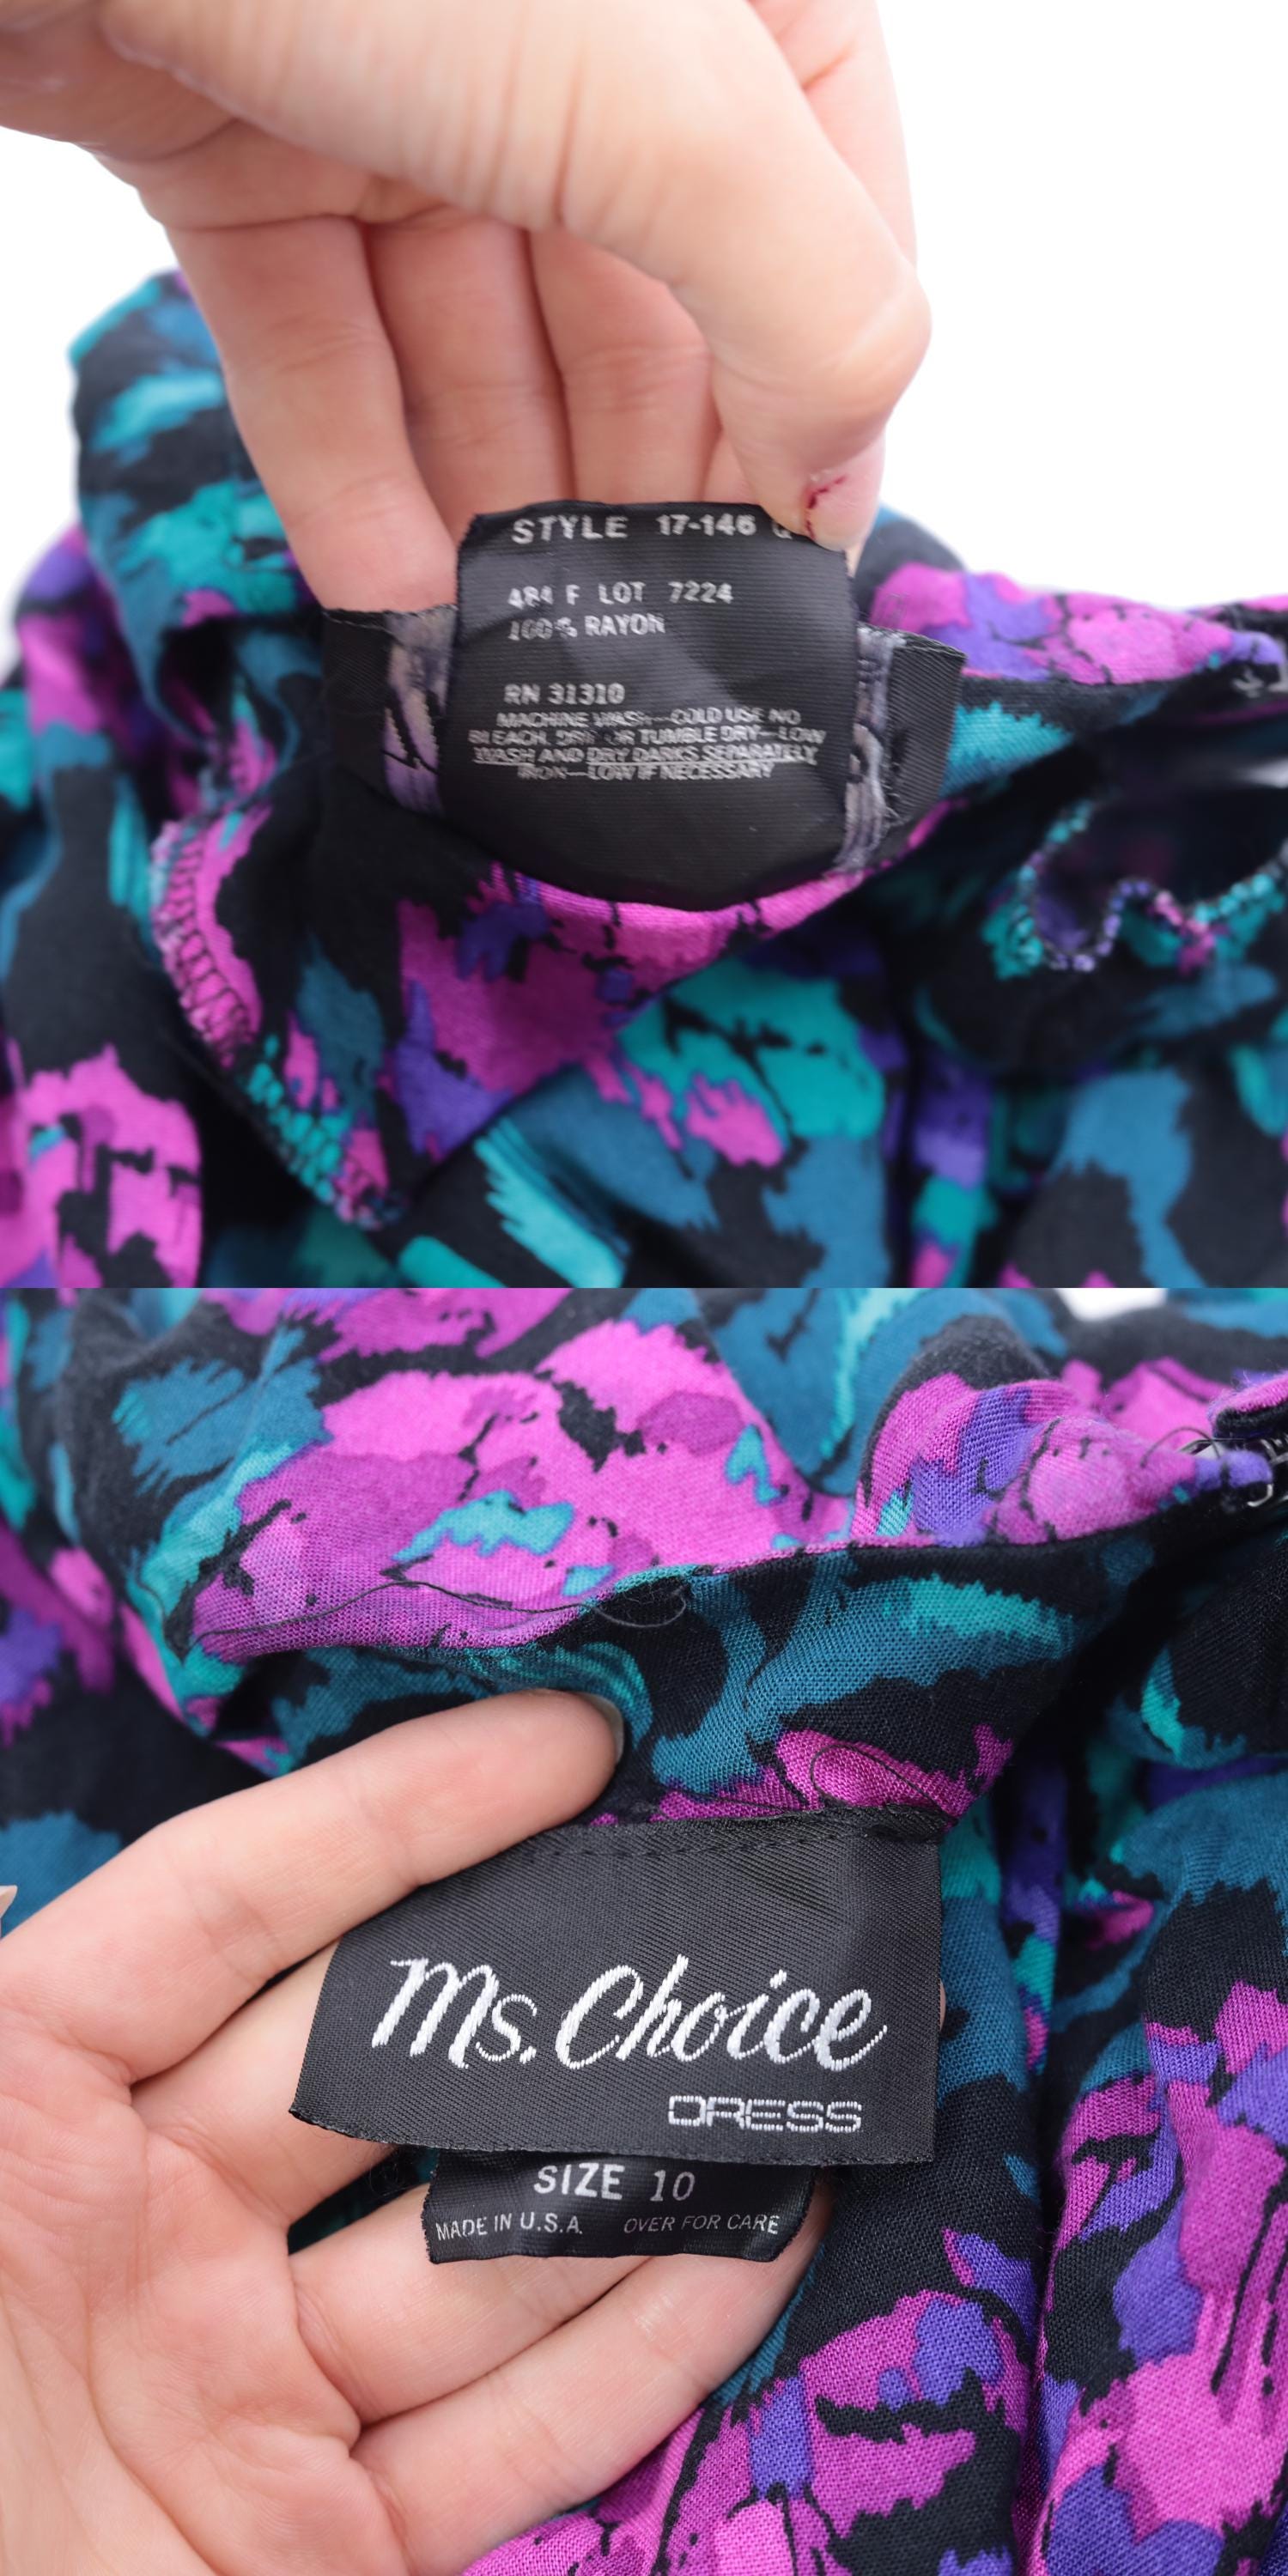 STYLE 17-146
484 F LOT 7224
100% RAYON
RN 31310
MACHINE WASH—COLD USE NO
BLEACH, DRIP OR TUMBLE DRY—LOW
WASH AND DRY DARKS SEPARATELY
IRON—LOW IF NECESSARY
Ms. Choice
DRESS
SIZE 10
MADE IN U.S.A. OVER FOR CARE